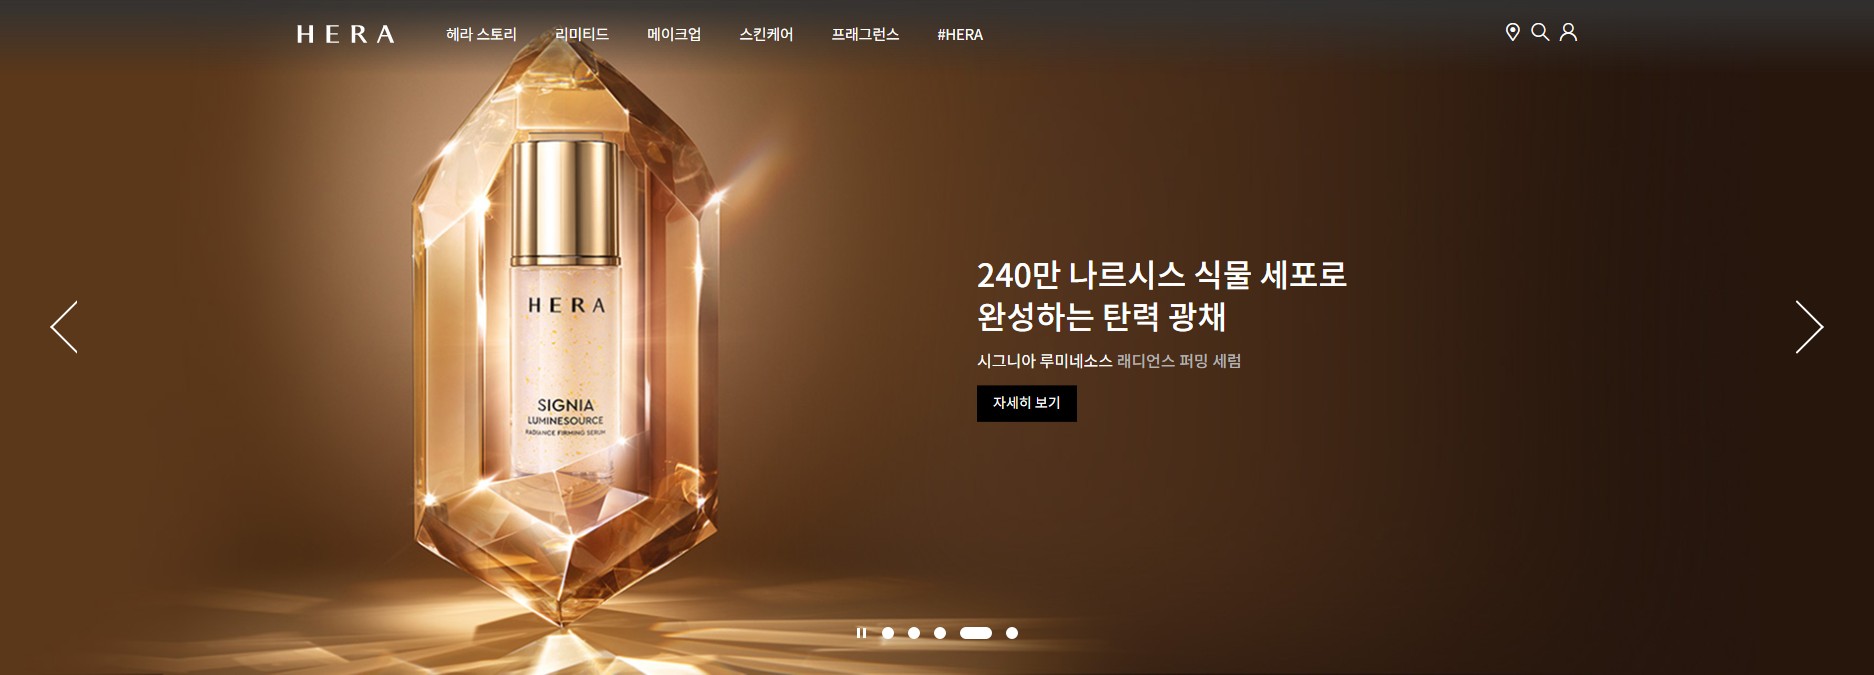 HERA 헤라 스토리 리미티드 메이크업 스킨케어 프래그런스 #HERA
HERA
SIGNIA
LUMINESOURCE
RADIANCE FIRMING SERUM
240만 나르시스 식물 세포로
완성하는 탄력 광채
시그니아 루미네소스 래디언스 퍼밍 세럼
자세히 보기